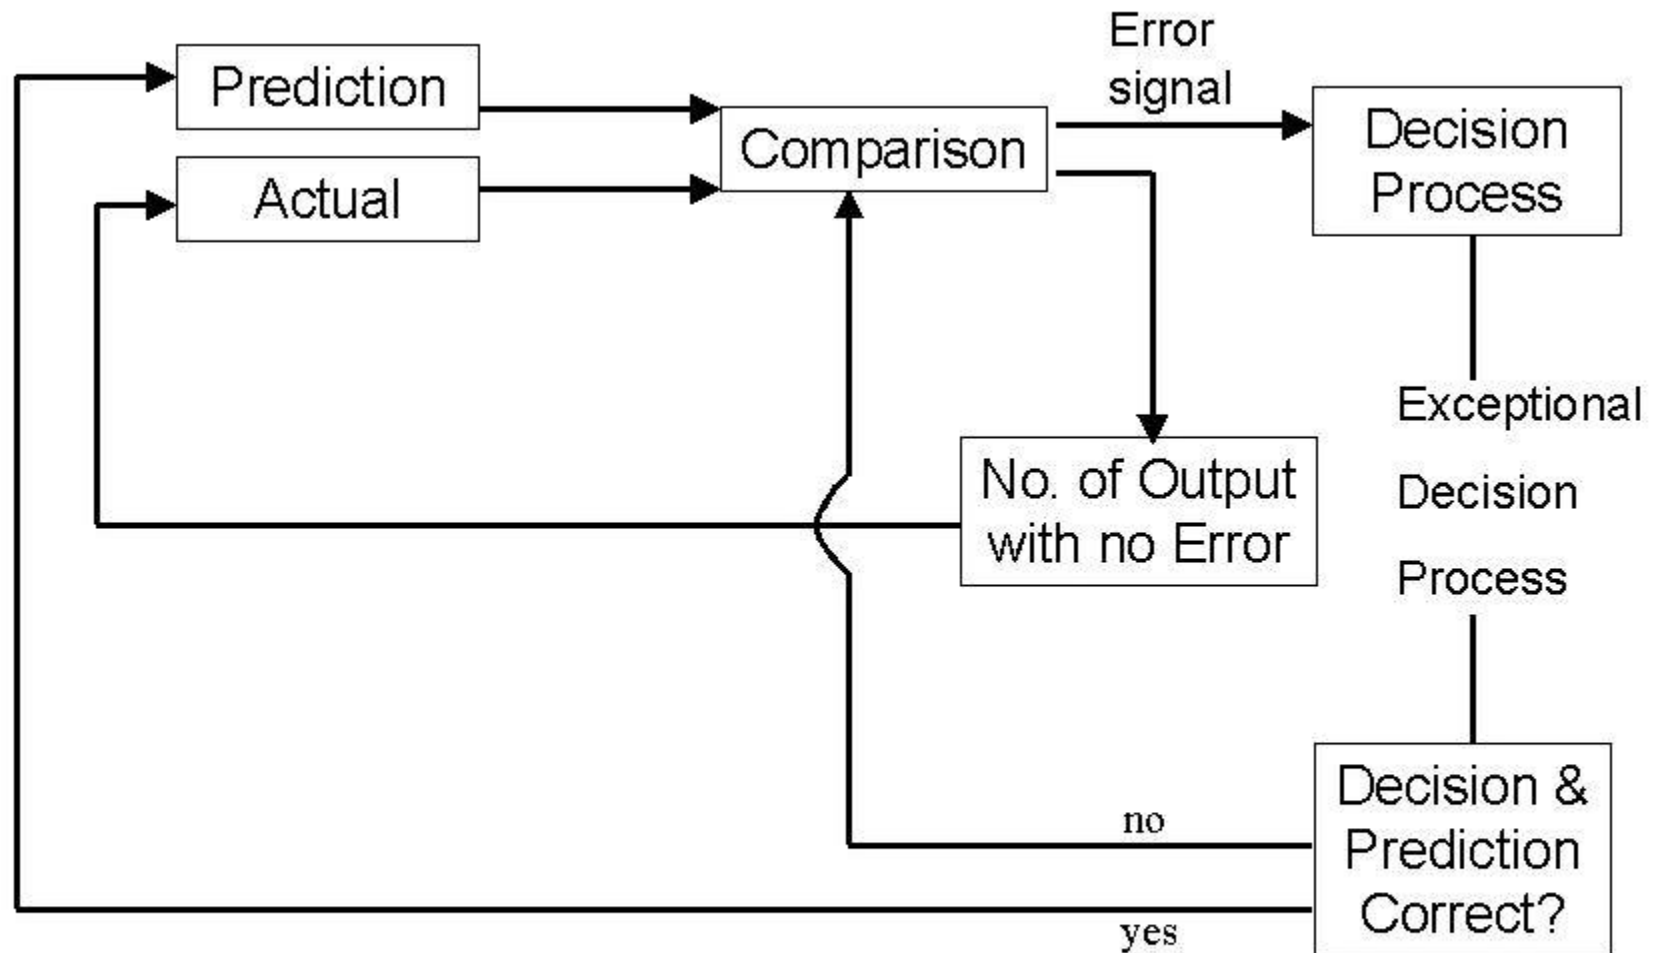 Prediction
Actual
Comparison
Error
signal
Decision
Process
Exceptional
Decision
Process
No. of Output
with no Error
Decision &
Prediction
Correct?
no
yes